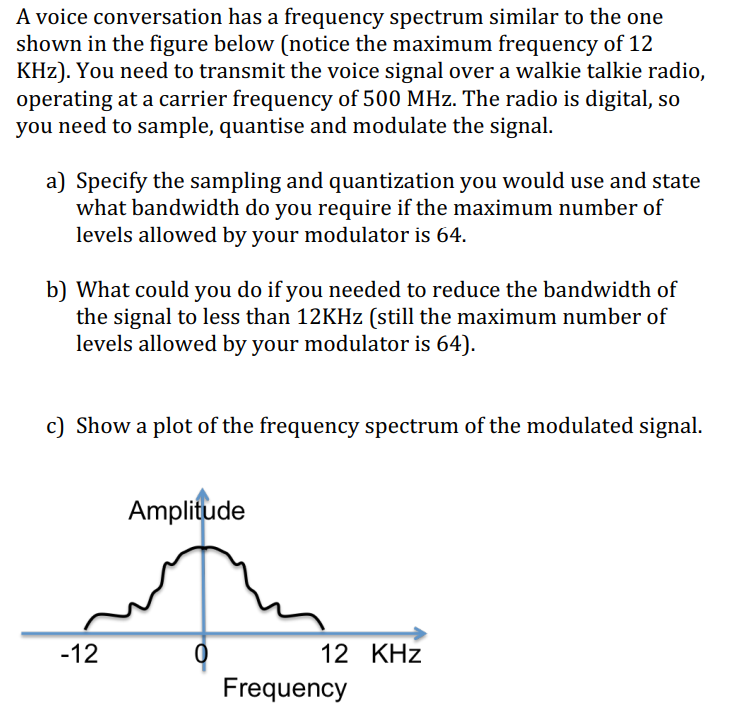 A voice conversation has a frequency spectrum similar to the one
shown in the figure below (notice the maximum frequency of 12
KHz). You need to transmit the voice signal over a walkie talkie radio,
operating at a carrier frequency of 500 MHz. The radio is digital, so
you need to sample, quantise and modulate the signal.
a) Specify the sampling and quantization you would use and state
what bandwidth do you require if the maximum number of
levels allowed by your modulator is 64.
b) What could you do if you needed to reduce the bandwidth of
the signal to less than 12KHz (still the maximum number of
levels allowed by your modulator is 64).
c) Show a plot of the frequency spectrum of the modulated signal.
Amplitude
-12 0 12 KHz
Frequency